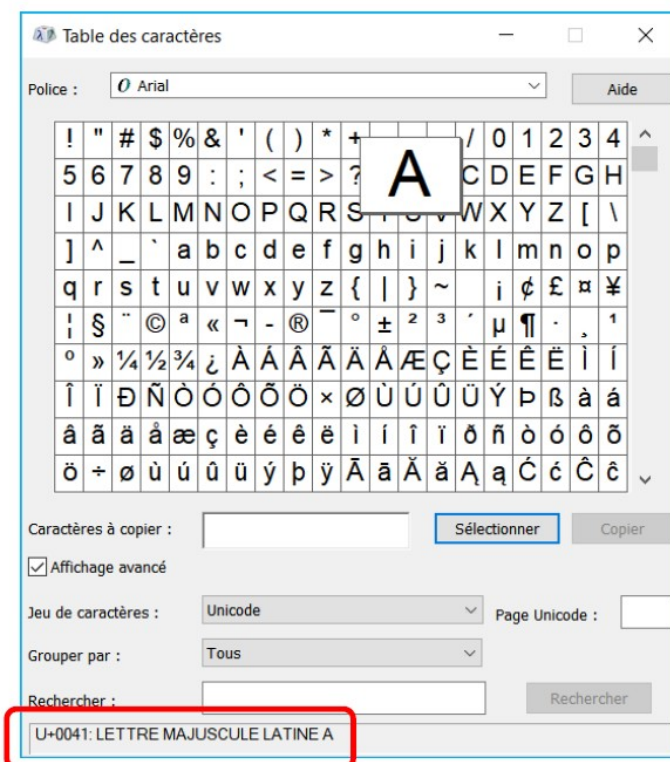 Table des caractères
Police :
O Arial
Aide
! " # $ % & ' ( ) * + / 0 1 2 3 4
5 6 7 8 9 : ; < = > ? A C D E F G H
I J K L M N O P Q R S T U V W X Y Z [ \
] ^ _ ` a b c d e f g h i j k l m n o p
q r s t u v w x y z { | } ~ ¡ ¢ £ ¤ ¥
¦ § ¨ © ª « ¬ - ® ¯ ° ± ² ³ ´ µ ¶ · ¸ ¹
º » ¼ ½ ¾ ¿ À Á Â Ã Ä Å Æ Ç È É Ê Ë Ì Í
Î Ï Ð Ñ Ò Ó Ô Õ Ö × Ø Ù Ú Û Ü Ý Þ ß à á
â ã ä å æ ç è é ê ë ì í î ï ð ñ ò ó ô õ
ö ÷ ø ù ú û ü ý þ ÿ Ā ā Ă ă Ą ą Ć ć Ĉ ĉ
Caractères à copier :
Sélectionner
Copier
Affichage avancé
Jeu de caractères :
Unicode
Page Unicode :
Grouper par :
Tous
Rechercher :
Rechercher
U+0041: LETTRE MAJUSCULE LATINE A